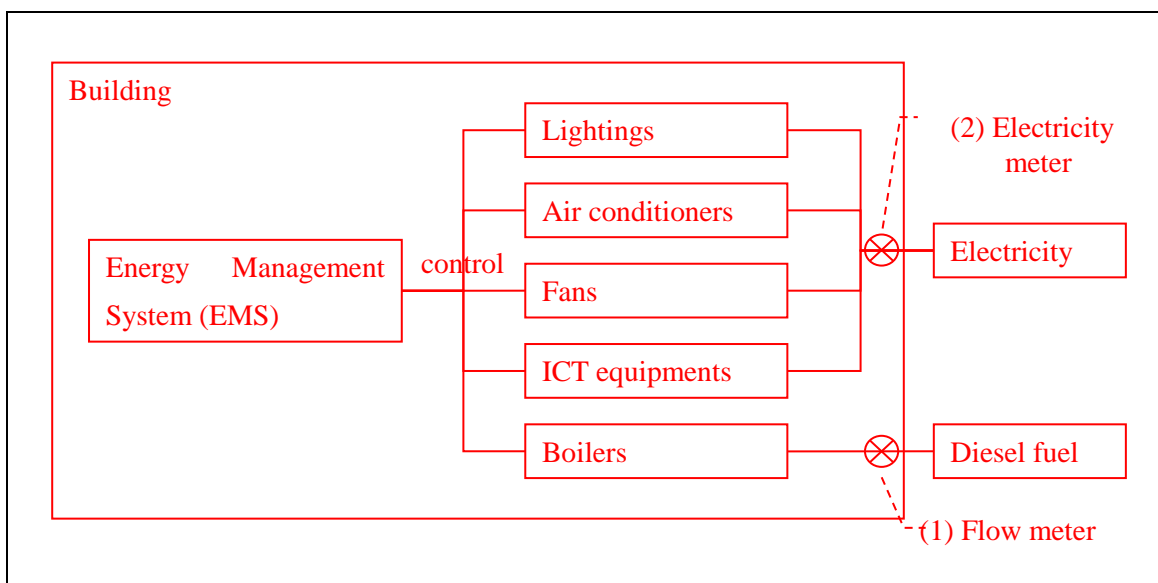 Building
Lightings
(2) Electricity
meter
Air conditioners
Energy Management
System (EMS)
control
Electricity
Fans
ICT equipments
Boilers
Diesel fuel
(1) Flow meter